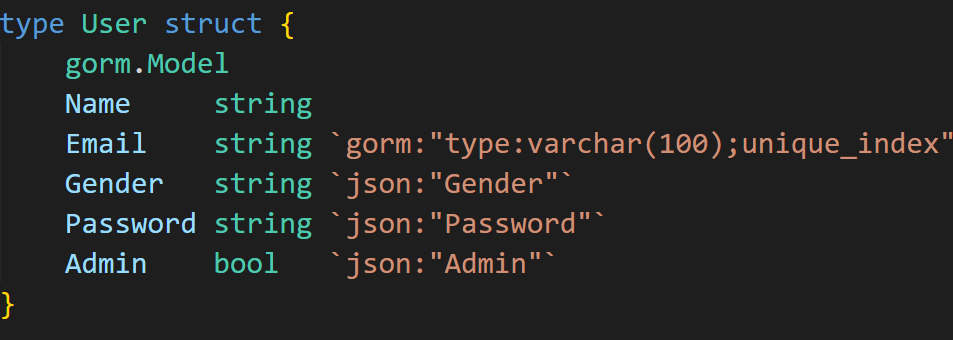 type User struct {
    gorm.Model
    Name     string
    Email    string `gorm:"type:varchar(100);unique_index"
    Gender   string `json:"Gender"`
    Password string `json:"Password"`
    Admin    bool   `json:"Admin"`
}